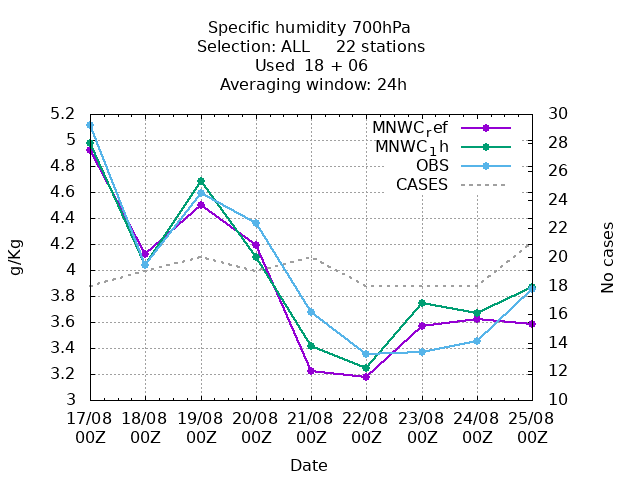 Specific humidity 700hPa
Selection: ALL     22 stations
Used  18 + 06
Averaging window: 24h
5.2
5
4.8
4.6
4.4
4.2
4
3.8
3.6
3.4
3.2
3
30
28
26
24
22
20
18
16
14
12
10
MNWCref
MNWC1h
OBS
CASES
g/Kg
No cases
17/08 18/08 19/08 20/08 21/08 22/08 23/08 24/08 25/08
00Z 00Z 00Z 00Z 00Z 00Z 00Z 00Z 00Z
Date